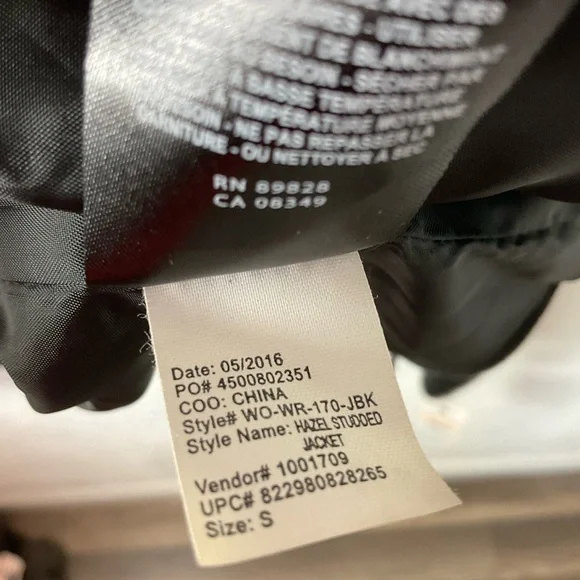 AVEC DES
- UTILISER
DE BLANCHIMENT
BESOIN - SÉCHER PAR
À BASSE TEMPÉRATURE
TEMPÉRATURE MOYENNE
- NE PAS REPASSER LA
- OU NETTOYER À SEC
RN 89828
CA 08349
Date: 05/2016
PO# 4500802351
COO: CHINA
Style# WO-WR-170-JBK
Style Name: HAZEL STUDDED
JACKET
Vendor# 1001709
UPC# 822980828265
Size: S